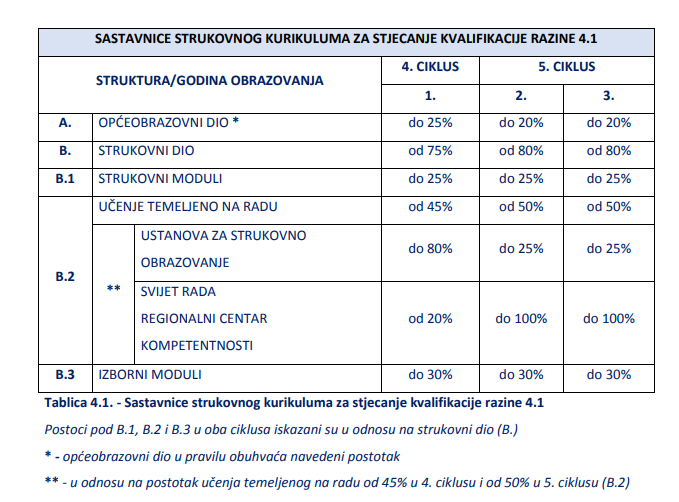 SASTAVNICE STRUKOVNOG KURIKULUMA ZA STJECANJE KVALIFIKACIJE RAZINE 4.1
STRUKTURA/GODINA OBRAZOVANJA 4. CIKLUS 5. CIKLUS
1. 2. 3.
A. OPĆEOBRAZOVNI DIO * do 25% do 20% do 20%
B. STRUKOVNI DIO od 75% od 80% od 80%
B.1 STRUKOVNI MODULI do 25% do 25% do 25%
B.2 UČENJE TEMELJENO NA RADU od 45% od 50% od 50%
** USTANOVA ZA STRUKOVNO
OBRAZOVANJE do 80% do 25% do 25%
SVIJET RADA
REGIONALNI CENTAR od 20% do 100% do 100%
KOMPETENTNOSTI
B.3 IZBORNI MODULI do 30% do 30% do 30%
Tablica 4.1. - Sastavnice strukovnog kurikuluma za stjecanje kvalifikacije razine 4.1
Postoci pod B.1, B.2 i B.3 u oba ciklusa iskazani su u odnosu na strukovni dio (B.)
* - općeobrazovni dio u pravilu obuhvaća navedeni postotak
** - u odnosu na postotak učenja temeljenog na radu od 45% u 4. ciklusu i od 50% u 5. ciklusu (B.2)